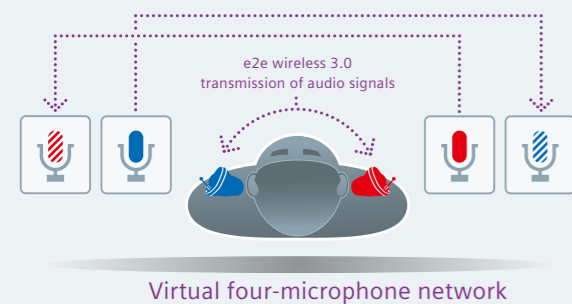 e2e wireless 3.0
transmission of audio signals
Virtual four-microphone network